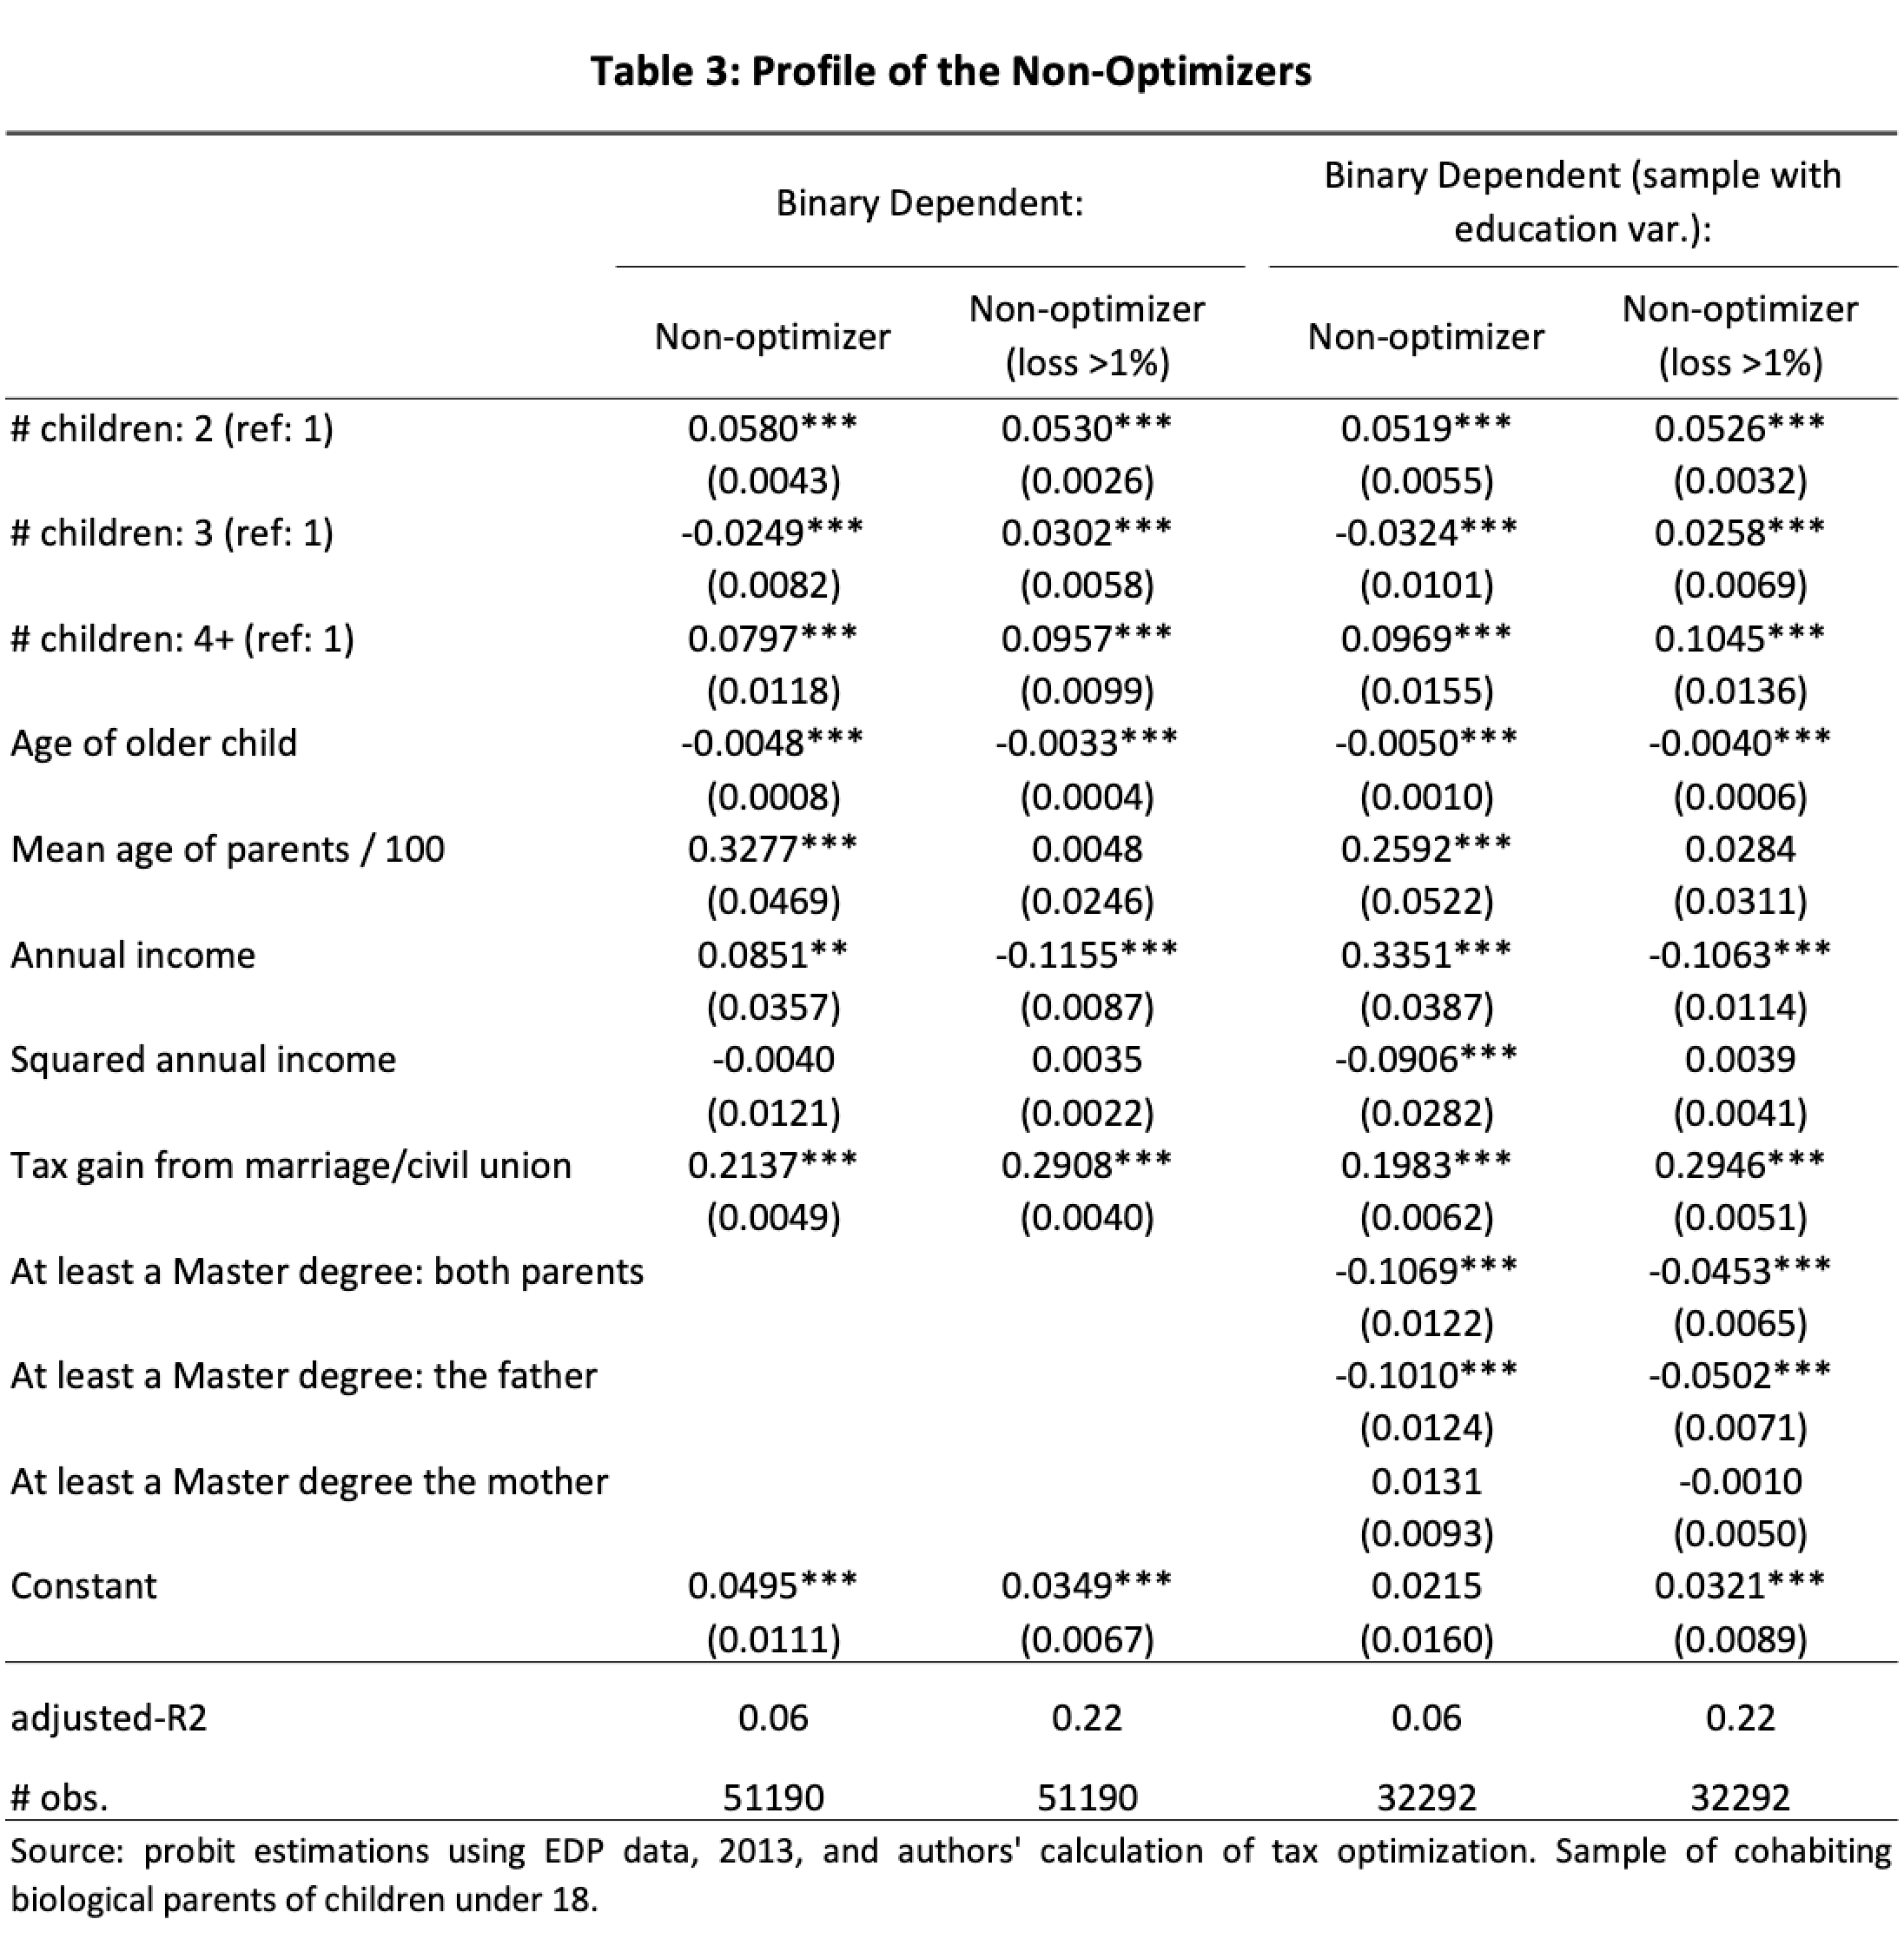 Table 3: Profile of the Non-Optimizers
Binary Dependent: Binary Dependent (sample with education var.):
Non-optimizer Non-optimizer (loss >1%) Non-optimizer Non-optimizer (loss >1%)
# children: 2 (ref: 1) 0.0580*** 0.0530*** 0.0519*** 0.0526***
(0.0043) (0.0026) (0.0055) (0.0032)
# children: 3 (ref: 1) -0.0249*** 0.0302*** -0.0324*** 0.0258***
(0.0082) (0.0058) (0.0101) (0.0069)
# children: 4+ (ref: 1) 0.0797*** 0.0957*** 0.0969*** 0.1045***
(0.0118) (0.0099) (0.0155) (0.0136)
Age of older child -0.0048*** -0.0033*** -0.0050*** -0.0040***
(0.0008) (0.0004) (0.0010) (0.0006)
Mean age of parents / 100 0.3277*** 0.0048 0.2592*** 0.0284
(0.0469) (0.0246) (0.0522) (0.0311)
Annual income 0.0851** -0.1155*** 0.3351*** -0.1063***
(0.0357) (0.0087) (0.0387) (0.0114)
Squared annual income -0.0040 0.0035 -0.0906*** 0.0039
(0.0121) (0.0022) (0.0282) (0.0041)
Tax gain from marriage/civil union 0.2137*** 0.2908*** 0.1983*** 0.2946***
(0.0049) (0.0040) (0.0062) (0.0051)
At least a Master degree: both parents -0.1069*** -0.0453***
(0.0122) (0.0065)
At least a Master degree: the father -0.1010*** -0.0502***
(0.0124) (0.0071)
At least a Master degree the mother 0.0131 -0.0010
(0.0093) (0.0050)
Constant 0.0495*** 0.0349*** 0.0215 0.0321***
(0.0111) (0.0067) (0.0160) (0.0089)
adjusted-R2 0.06 0.22 0.06 0.22
# obs. 51190 51190 32292 32292
Source: probit estimations using EDP data, 2013, and authors' calculation of tax optimization. Sample of cohabiting
biological parents of children under 18.